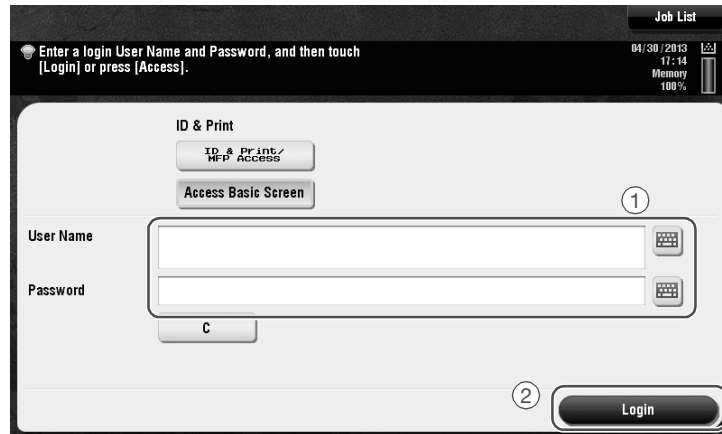 Job List
Enter a login User Name and Password, and then touch
[Login] or press [Access].
04/30/2013
17:14
Memory
100%
ID & Print
ID & Print/
MFP Access
Access Basic Screen
1
User Name
Password
C
2
Login